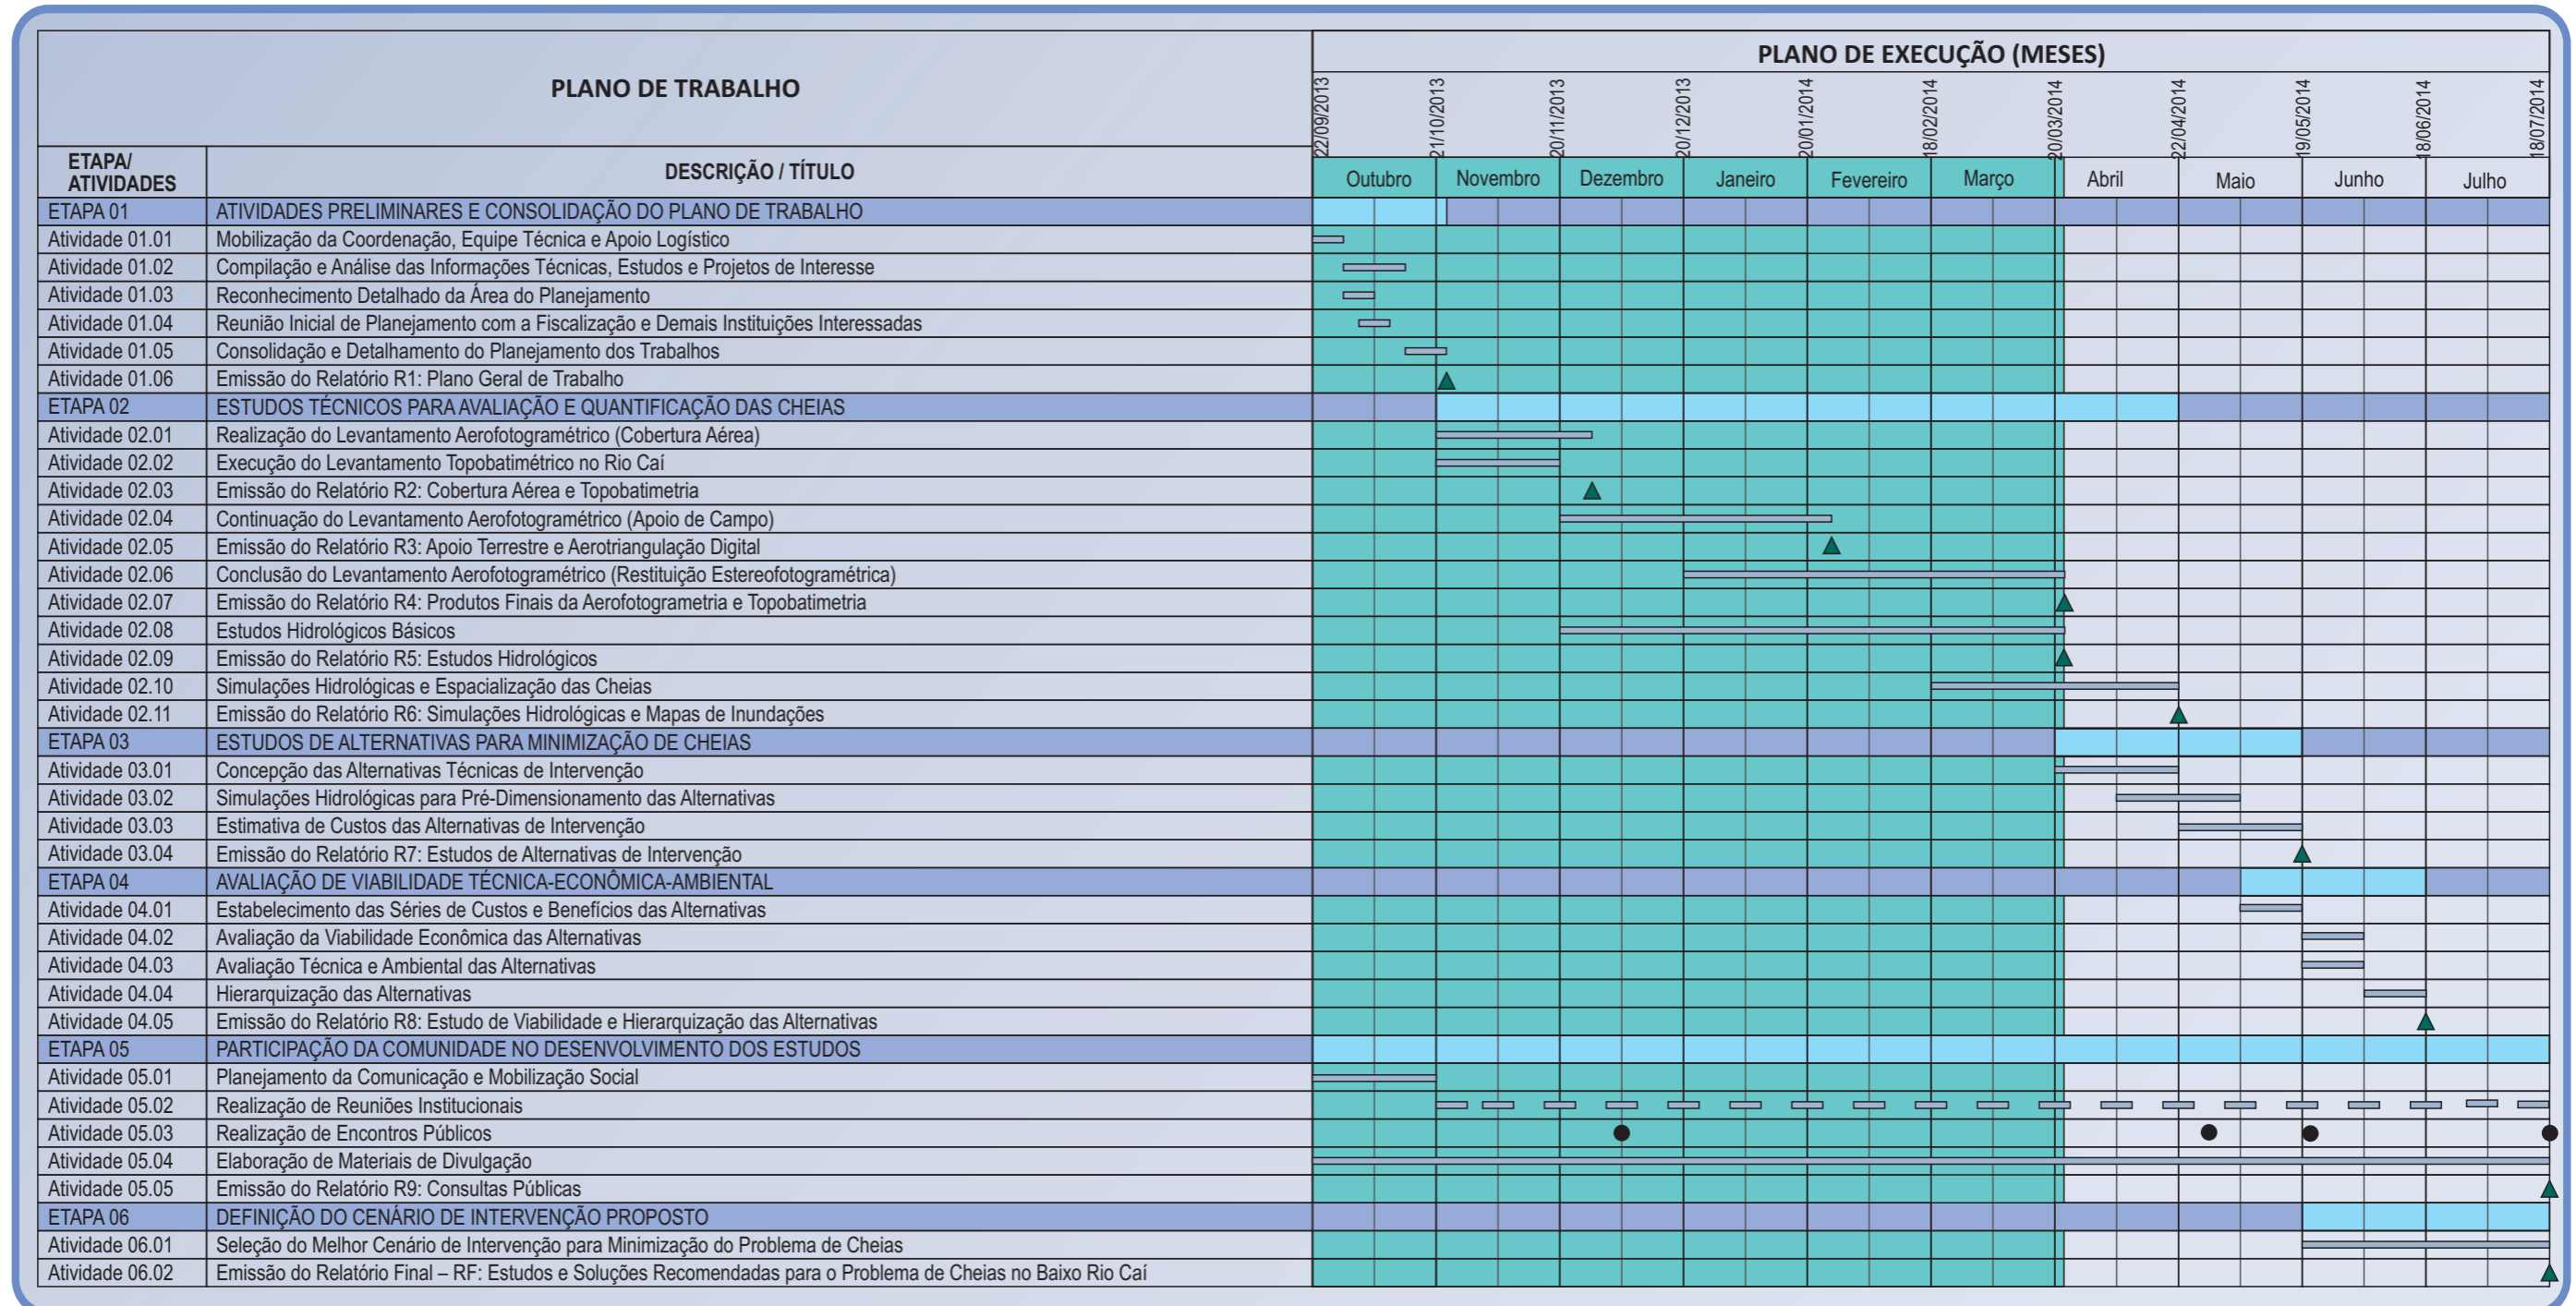 PLANO DE TRABALHO
PLANO DE EXECUÇÃO (MESES)
22/09/2013
21/10/2013
20/11/2013
20/12/2013
20/01/2014
18/02/2014
20/03/2014
22/04/2014
19/05/2014
18/06/2014
18/07/2014
ETAPA/ ATIVIDADES
DESCRIÇÃO / TÍTULO
Outubro Novembro Dezembro Janeiro Fevereiro Março Abril Maio Junho Julho
ETAPA 01 ATIVIDADES PRELIMINARES E CONSOLIDAÇÃO DO PLANO DE TRABALHO
Atividade 01.01 Mobilização da Coordenação, Equipe Técnica e Apoio Logístico
Atividade 01.02 Compilação e Análise das Informações Técnicas, Estudos e Projetos de Interesse
Atividade 01.03 Reconhecimento Detalhado da Área do Planejamento
Atividade 01.04 Reunião Inicial de Planejamento com a Fiscalização e Demais Instituições Interessadas
Atividade 01.05 Consolidação e Detalhamento do Planejamento dos Trabalhos
Atividade 01.06 Emissão do Relatório R1: Plano Geral de Trabalho
ETAPA 02 ESTUDOS TÉCNICOS PARA AVALIAÇÃO E QUANTIFICAÇÃO DAS CHEIAS
Atividade 02.01 Realização do Levantamento Aerofotogramétrico (Cobertura Aérea)
Atividade 02.02 Execução do Levantamento Topobatimétrico no Rio Caí
Atividade 02.03 Emissão do Relatório R2: Cobertura Aérea e Topobatimetria
Atividade 02.04 Continuação do Levantamento Aerofotogramétrico (Apoio de Campo)
Atividade 02.05 Emissão do Relatório R3: Apoio Terrestre e Aerotriangulação Digital
Atividade 02.06 Conclusão do Levantamento Aerofotogramétrico (Restituição Estereofotogramétrica)
Atividade 02.07 Emissão do Relatório R4: Produtos Finais da Aerofotogrametria e Topobatimetria
Atividade 02.08 Estudos Hidrológicos Básicos
Atividade 02.09 Emissão do Relatório R5: Estudos Hidrológicos
Atividade 02.10 Simulações Hidrológicas e Espacialização das Cheias
Atividade 02.11 Emissão do Relatório R6: Simulações Hidrológicas e Mapas de Inundações
ETAPA 03 ESTUDOS DE ALTERNATIVAS PARA MINIMIZAÇÃO DE CHEIAS
Atividade 03.01 Concepção das Alternativas Técnicas de Intervenção
Atividade 03.02 Simulações Hidrológicas para Pré-Dimensionamento das Alternativas
Atividade 03.03 Estimativa de Custos das Alternativas de Intervenção
Atividade 03.04 Emissão do Relatório R7: Estudos de Alternativas de Intervenção
ETAPA 04 AVALIAÇÃO DE VIABILIDADE TÉCNICA-ECONÔMICA-AMBIENTAL
Atividade 04.01 Estabelecimento das Séries de Custos e Benefícios das Alternativas
Atividade 04.02 Avaliação da Viabilidade Econômica das Alternativas
Atividade 04.03 Avaliação Técnica e Ambiental das Alternativas
Atividade 04.04 Hierarquização das Alternativas
Atividade 04.05 Emissão do Relatório R8: Estudo de Viabilidade e Hierarquização das Alternativas
ETAPA 05 PARTICIPAÇÃO DA COMUNIDADE NO DESENVOLVIMENTO DOS ESTUDOS
Atividade 05.01 Planejamento da Comunicação e Mobilização Social
Atividade 05.02 Realização de Reuniões Institucionais
Atividade 05.03 Realização de Encontros Públicos
Atividade 05.04 Elaboração de Materiais de Divulgação
Atividade 05.05 Emissão do Relatório R9: Consultas Públicas
ETAPA 06 DEFINIÇÃO DO CENÁRIO DE INTERVENÇÃO PROPOSTO
Atividade 06.01 Seleção do Melhor Cenário de Intervenção para Minimização do Problema de Cheias
Atividade 06.02 Emissão do Relatório Final – RF: Estudos e Soluções Recomendadas para o Problema de Cheias no Baixo Rio Caí